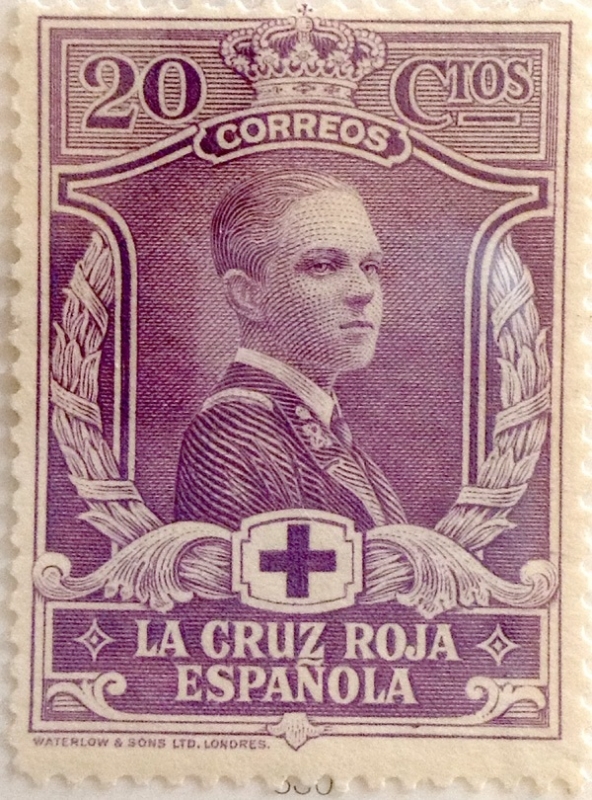 20 CTOS
CORREOS
LA CRUZ ROJA
ESPAÑOLA
WATERLOW & SONS LTD. LONDRES.